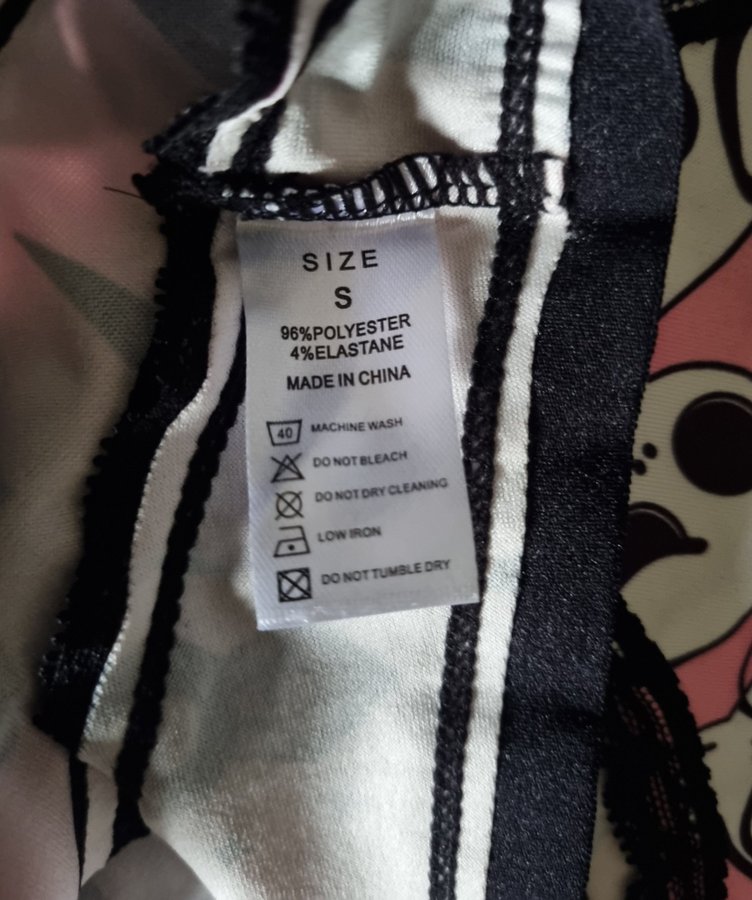 SIZE
S
96%POLYESTER
4%ELASTANE
MADE IN CHINA
40 MACHINE WASH
DO NOT BLEACH
DO NOT DRY CLEANING
LOW IRON
DO NOT TUMBLE DRY